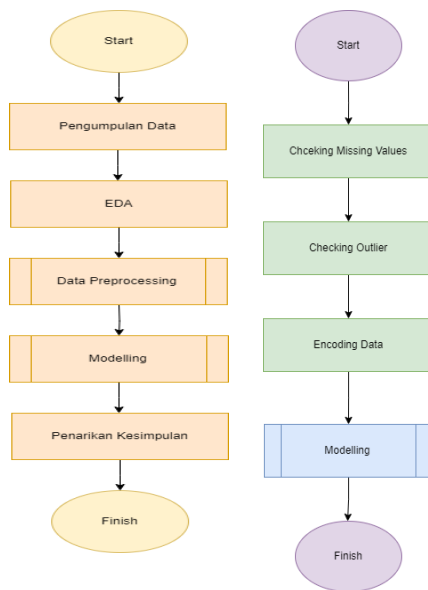 Start
Pengumpulan Data
EDA
Data Preprocessing
Modelling
Penarikan Kesimpulan
Finish
Start
Chceking Missing Values
Checking Outlier
Encoding Data
Modelling
Finish